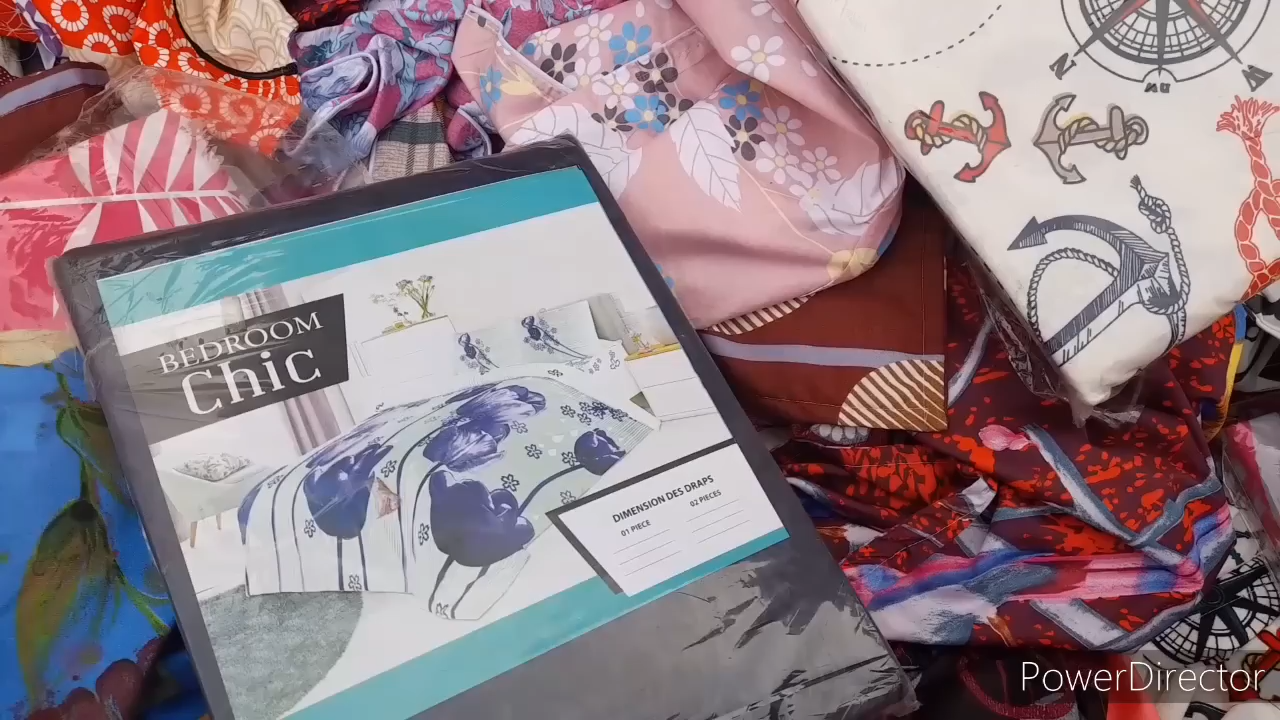 BEDROOM
Chic
DIMENSION DES DRAPS
01 PIECE
02 PIECES
N
PowerDirector